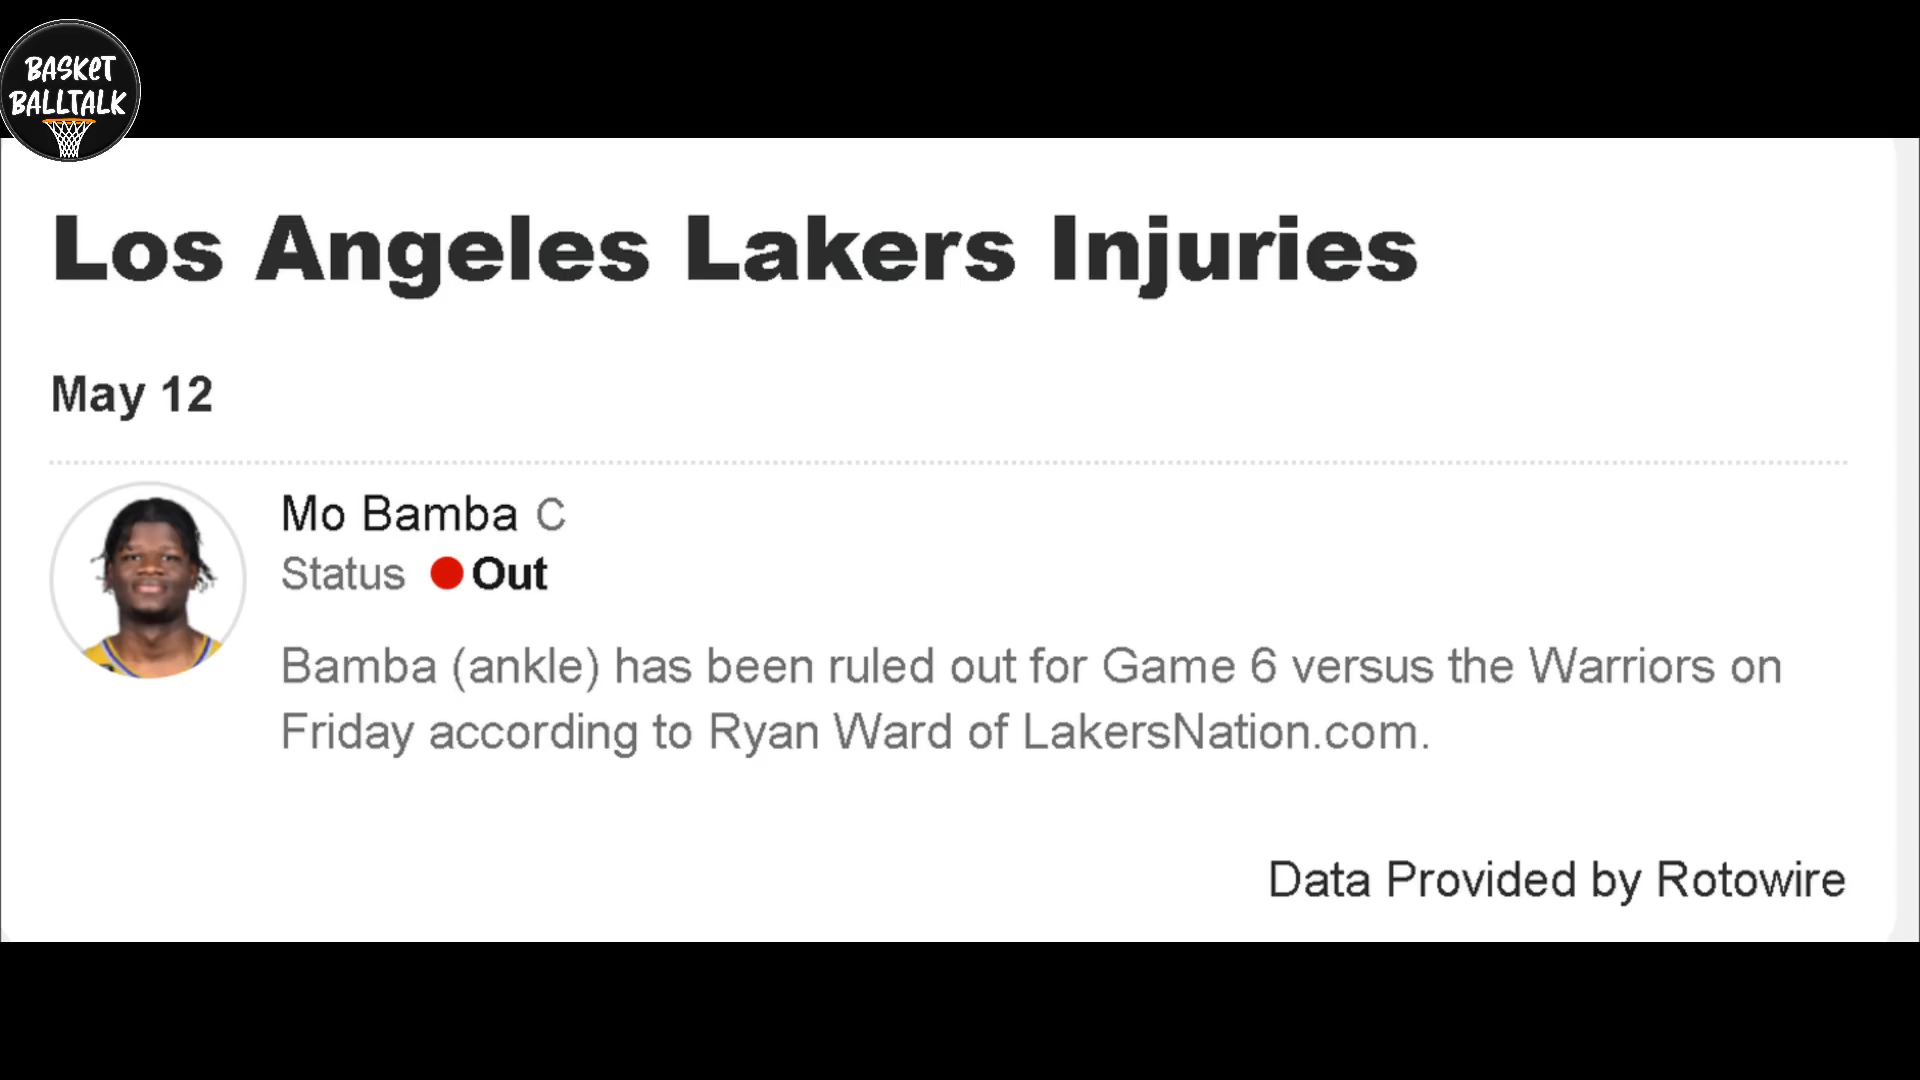 BASKET
BALLTALK
Los Angeles Lakers Injuries
May 12
Mo Bamba C
Status Out
Bamba (ankle) has been ruled out for Game 6 versus the Warriors on
Friday according to Ryan Ward of LakersNation.com.
Data Provided by Rotowire